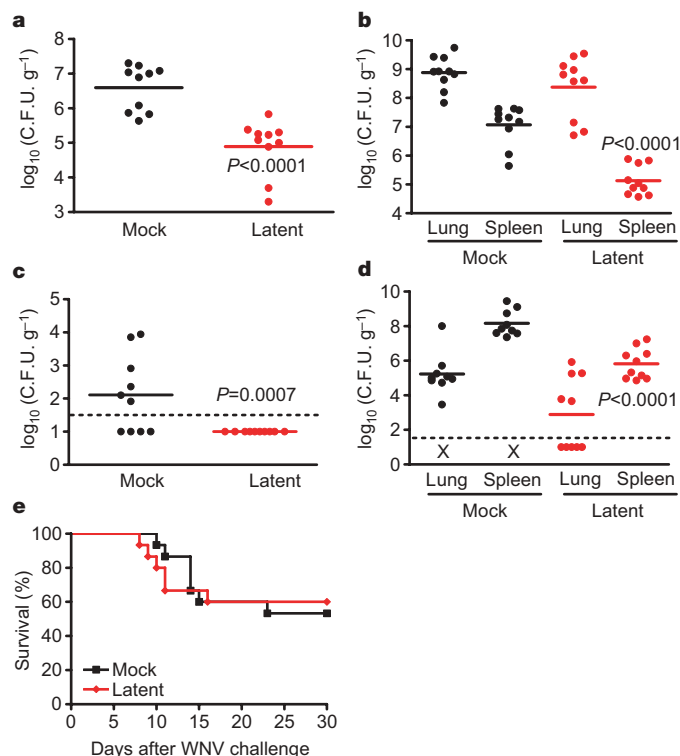 a
log10 (C.F.U. g–1)
7
6
5
4
3
P<0.0001
Mock
Latent
b
log10 (C.F.U. g–1)
10
9
8
7
6
5
4
P<0.0001
Lung Spleen Lung Spleen
Mock
Latent
c
log10 (C.F.U. g–1)
5
4
3
2
1
0
P=0.0007
Mock
Latent
d
log10 (C.F.U. g–1)
10
8
6
4
2
0
P<0.0001
X X
Lung Spleen Lung Spleen
Mock
Latent
e
Survival (%)
100
80
60
40
20
0
Mock
Latent
0 5 10 15 20 25 30
Days after WNV challenge